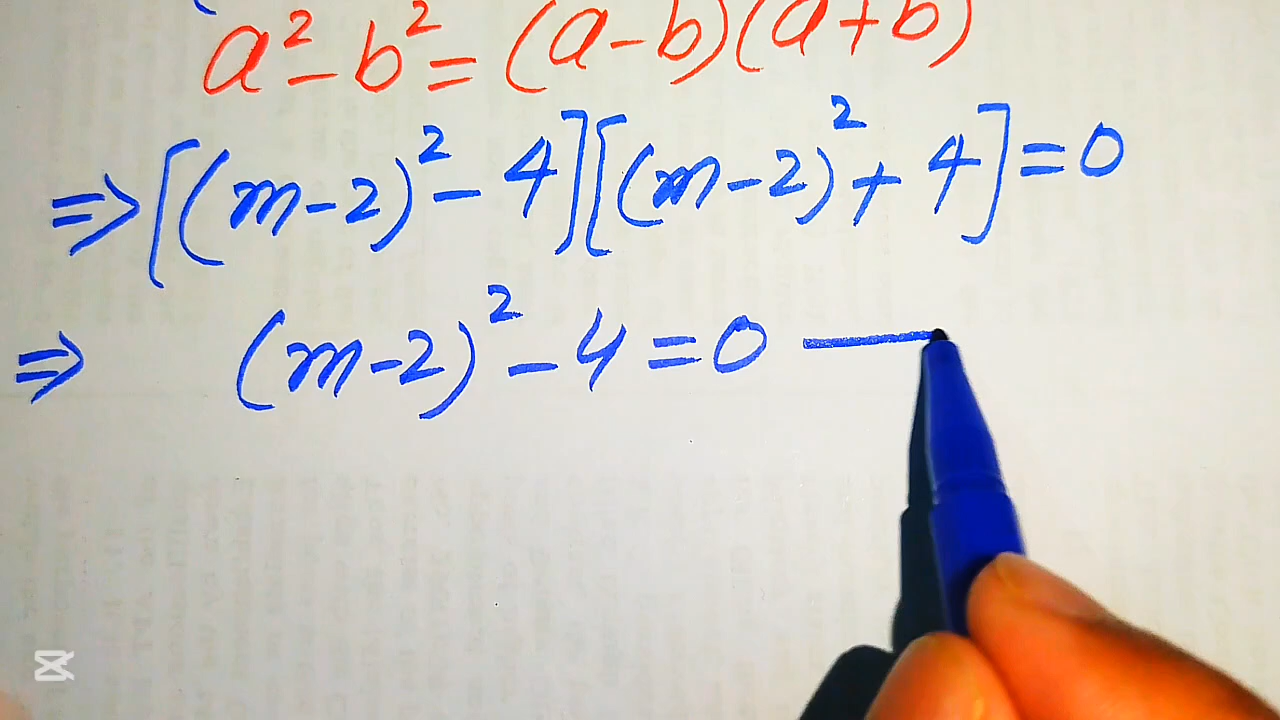 a² - b² = (a-b)(a+b)
⇒ [(m-2)² - 4][(m-2)² + 4] = 0
⇒ (m-2)² - 4 = 0 —